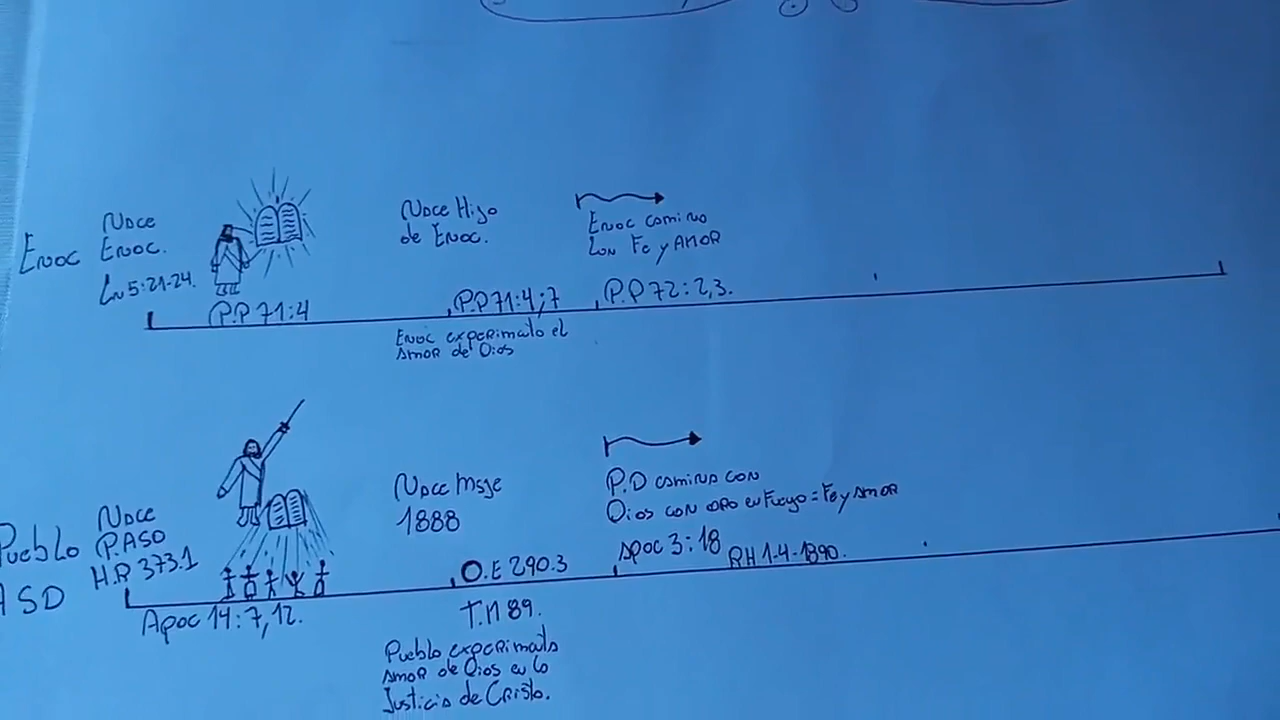 Enoc
Nace
Enoc.
Gn 5:21-24.
P.P 71:4
Nace Hijo
de Enoc.
P.P 71:4;7
Enoc experimato el
Amor de Dios
Enoc camino
con Fe y AMOR
P.P 72:2,3.
Pueblo
ASD
Nace
P.ASD
H.R 373.1
Apoc 14:7,12.
Nace Msje
1888
O.E 290.3
T.M 89.
Pueblo experimato
Amor de Dios en la
Justicia de Cristo.
P.D camina con
Dios con oro en Fuego = Fe y Amor
Apoc 3:18
RH 1-4-1890.